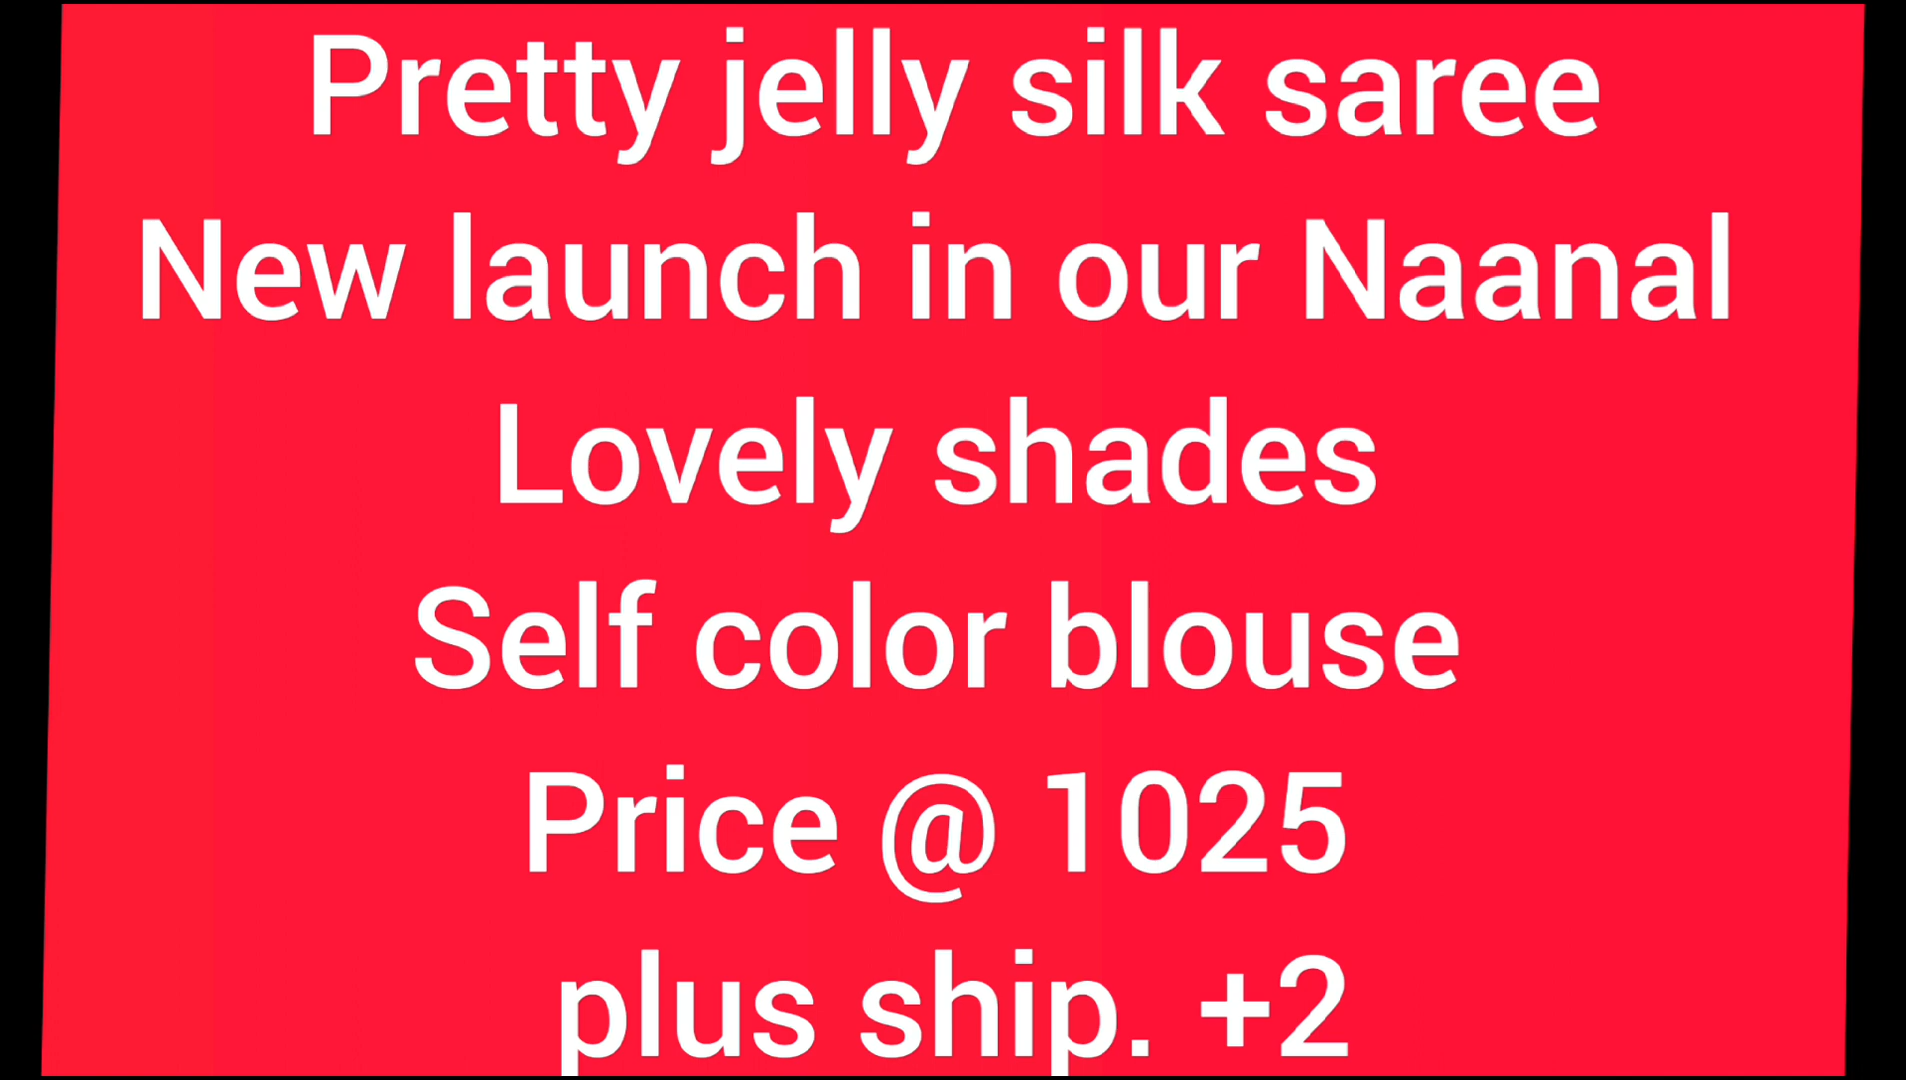 Pretty jelly silk saree
New launch in our Naanal
Lovely shades
Self color blouse
Price @ 1025
plus ship. +2